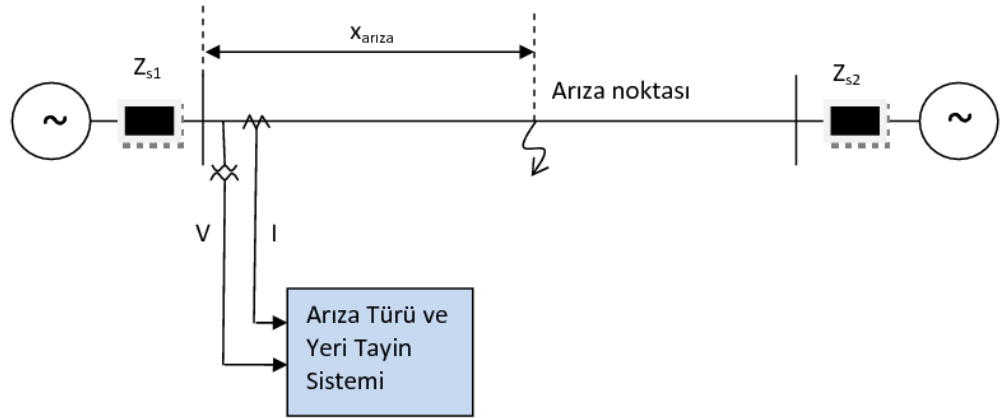 x_arıza
Z_s1
Z_s2
Arıza noktası
~
~
V
I
Arıza Türü ve
Yeri Tayin
Sistemi